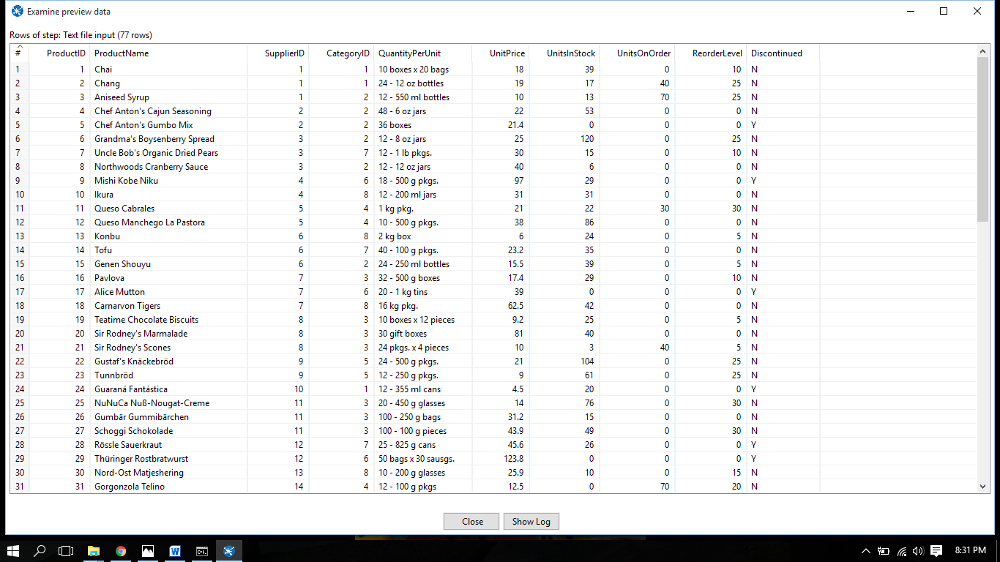 Examine preview data
Rows of step: Text file input (77 rows)
# ProductID ProductName SupplierID CategoryID QuantityPerUnit UnitPrice UnitsInStock UnitsOnOrder ReorderLevel Discontinued
1 1 Chai 1 1 10 boxes x 20 bags 18 39 0 10 N
2 2 Chang 1 1 24 - 12 oz bottles 19 17 40 25 N
3 3 Aniseed Syrup 1 2 12 - 550 ml bottles 10 13 70 25 N
4 4 Chef Anton's Cajun Seasoning 2 2 48 - 6 oz jars 22 53 0 0 N
5 5 Chef Anton's Gumbo Mix 2 2 36 boxes 21.4 0 0 0 Y
6 6 Grandma's Boysenberry Spread 3 2 12 - 8 oz jars 25 120 0 25 N
7 7 Uncle Bob's Organic Dried Pears 3 7 12 - 1 lb pkgs. 30 15 0 10 N
8 8 Northwoods Cranberry Sauce 3 2 12 - 12 oz jars 40 6 0 0 N
9 9 Mishi Kobe Niku 4 6 18 - 500 g pkgs. 97 29 0 0 Y
10 10 Ikura 4 8 12 - 200 ml jars 31 31 0 0 N
11 11 Queso Cabrales 5 4 1 kg pkg. 21 22 30 30 N
12 12 Queso Manchego La Pastora 5 4 10 - 500 g pkgs. 38 86 0 0 N
13 13 Konbu 6 8 2 kg box 6 24 0 5 N
14 14 Tofu 6 7 40 - 100 g pkgs. 23.2 35 0 0 N
15 15 Genen Shouyu 6 2 24 - 250 ml bottles 15.5 39 0 5 N
16 16 Pavlova 7 3 32 - 500 g boxes 17.4 29 0 10 N
17 17 Alice Mutton 7 6 20 - 1 kg tins 39 0 0 0 Y
18 18 Carnarvon Tigers 7 8 16 kg pkg. 62.5 42 0 0 N
19 19 Teatime Chocolate Biscuits 8 3 10 boxes x 12 pieces 9.2 25 0 5 N
20 20 Sir Rodney's Marmalade 8 3 30 gift boxes 81 40 0 0 N
21 21 Sir Rodney's Scones 8 3 24 pkgs. x 4 pieces 10 3 40 5 N
22 22 Gustaf's Knäckebröd 9 5 24 - 500 g pkgs. 21 104 0 25 N
23 23 Tunnbröd 9 5 12 - 250 g pkgs. 9 61 0 25 N
24 24 Guaraná Fantástica 10 1 12 - 355 ml cans 4.5 20 0 0 Y
25 25 NuNuCa Nuß-Nougat-Creme 11 3 20 - 450 g glasses 14 76 0 30 N
26 26 Gumbär Gummibärchen 11 3 100 - 250 g bags 31.2 15 0 0 N
27 27 Schoggi Schokolade 11 3 100 - 100 g pieces 43.9 49 0 30 N
28 28 Rössle Sauerkraut 12 7 25 - 825 g cans 45.6 26 0 0 Y
29 29 Thüringer Rostbratwurst 12 6 50 bags x 30 sausgs. 123.8 0 0 0 Y
30 30 Nord-Ost Matjeshering 13 8 10 - 200 g glasses 25.9 10 0 15 N
31 31 Gorgonzola Telino 14 4 12 - 100 g pkgs 12.5 0 70 20 N
Close Show Log
8:31 PM